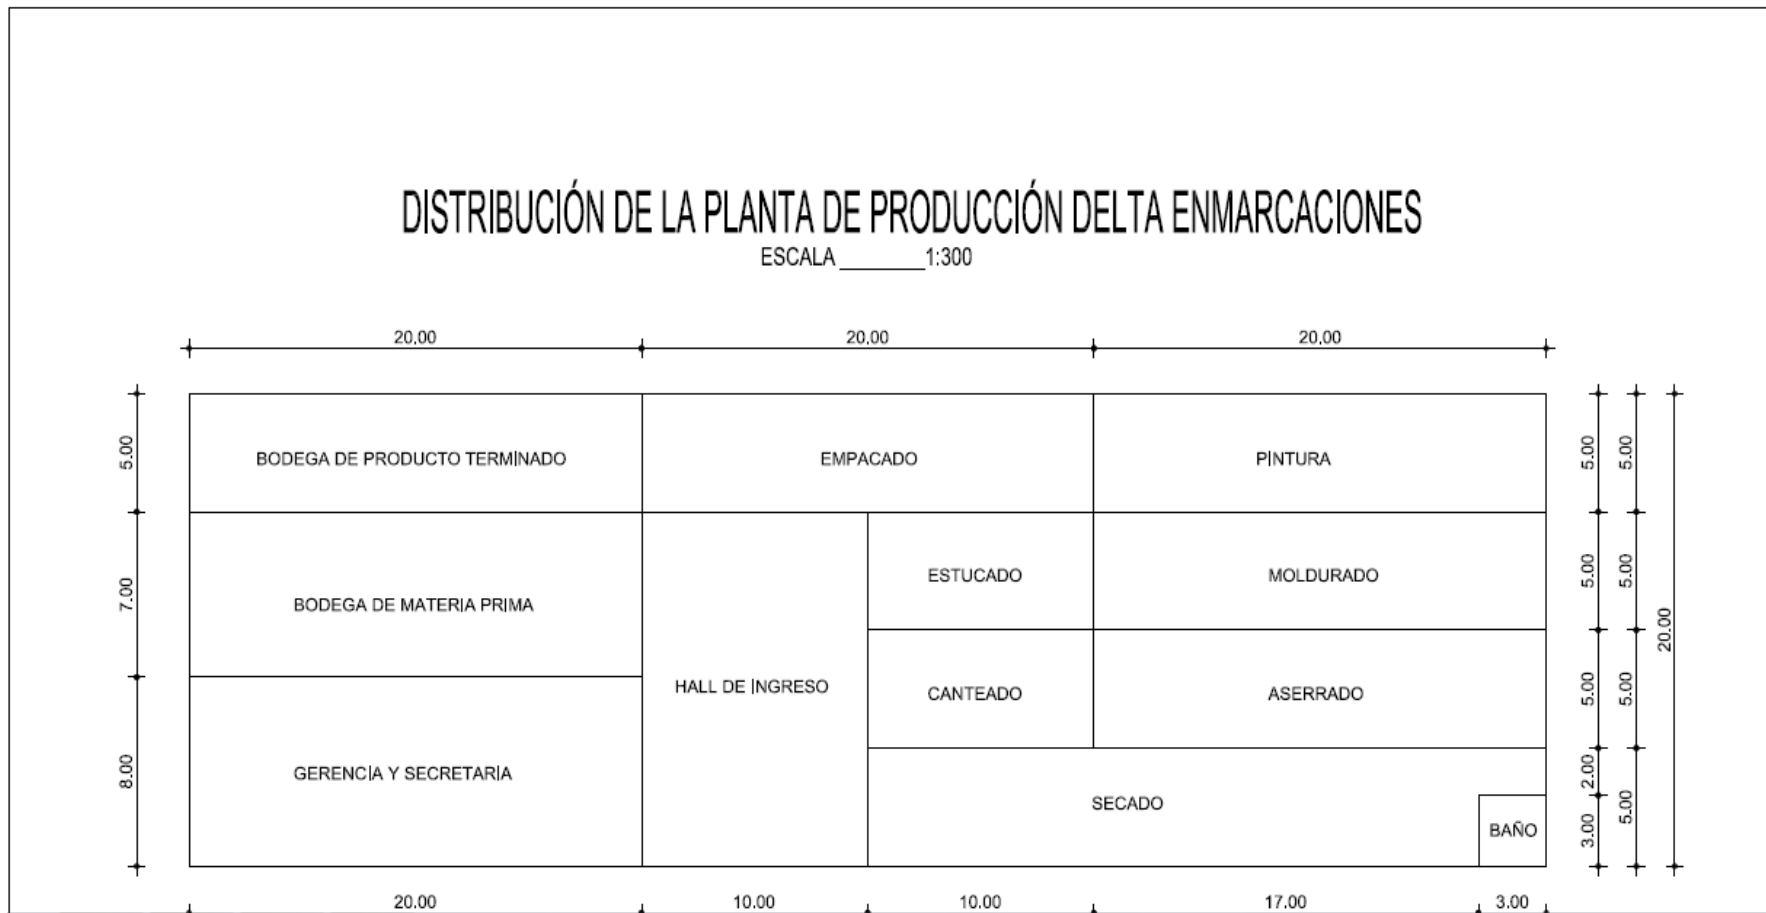 DISTRIBUCIÓN DE LA PLANTA DE PRODUCCIÓN DELTA ENMARCACIONES
ESCALA ________1:300
20.00 20.00 20.00
BODEGA DE PRODUCTO TERMINADO EMPACADO PINTURA
5.00 5.00 5.00
ESTUCADO MOLDURADO
BODEGA DE MATERIA PRIMA
7.00 5.00 5.00
20.00
HALL DE INGRESO CANTEADO ASERRADO
5.00 5.00
GERENCIA Y SECRETARIA
8.00 2.00
SECADO
5.00
BAÑO
3.00
20.00 10.00 10.00 17.00 3.00